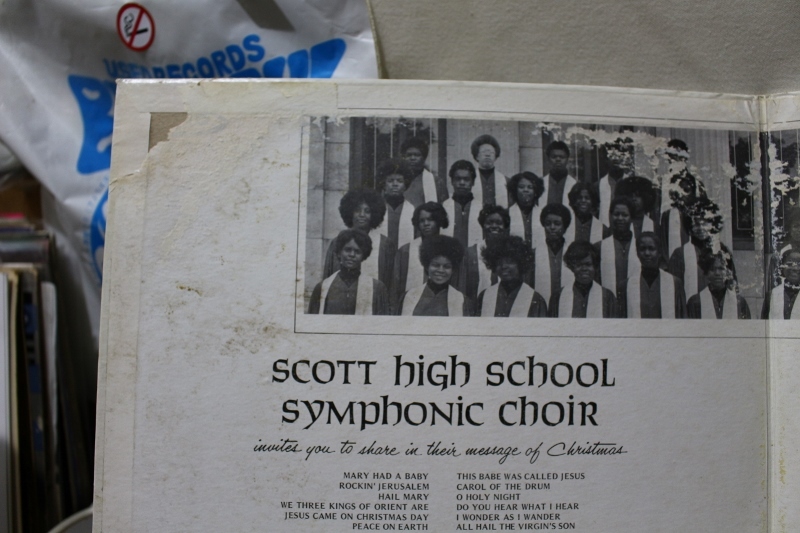 USED RECORDS
SCOTT high SCHOOL
SYMPHONIC CHOIR
invites you to share in their message of Christmas
MARY HAD A BABY
ROCKIN' JERUSALEM
HAIL MARY
WE THREE KINGS OF ORIENT ARE
JESUS CAME ON CHRISTMAS DAY
PEACE ON EARTH
THIS BABE WAS CALLED JESUS
CAROL OF THE DRUM
O HOLY NIGHT
DO YOU HEAR WHAT I HEAR
I WONDER AS I WANDER
ALL HAIL THE VIRGIN'S SON